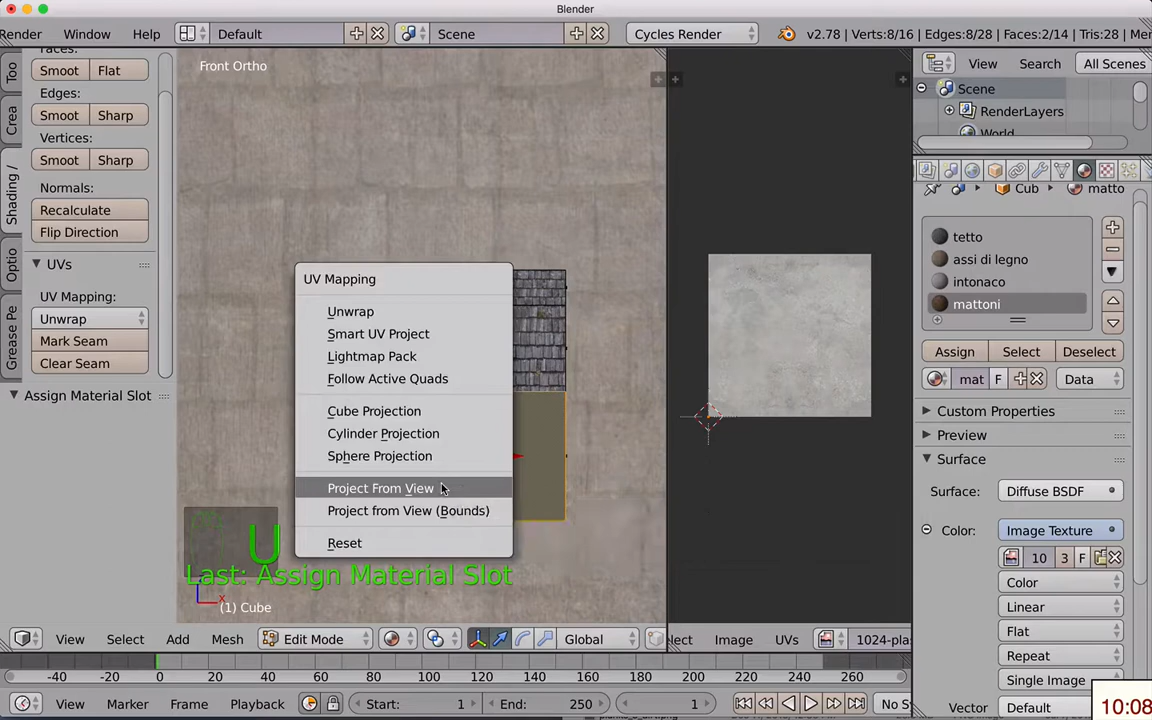 Blender
Render Window Help Default Scene Cycles Render v2.78 | Verts:8/16 | Edges:8/28 | Faces:2/14 | Tris:28 | Mer
Faces:
Smoot Flat
Edges:
Smoot Sharp
Vertices:
Smoot Sharp
Normals:
Recalculate
Flip Direction
UVs
UV Mapping:
Unwrap
Mark Seam
Clear Seam
Assign Material Slot
Too
Crea
Shading /
Optio
Grease Pe
Front Ortho
UV Mapping
Unwrap
Smart UV Project
Lightmap Pack
Follow Active Quads
Cube Projection
Cylinder Projection
Sphere Projection
Project From View
Project from View (Bounds)
Reset
U
Last: Assign Material Slot
x
(1) Cube
View Select Add Mesh Edit Mode Global
lect Image UVs 1024-pla
View Search All Scenes
Scene
RenderLayers
World
Cub matto
tetto
assi di legno
intonaco
mattoni
Assign Select Deselect
mat F Data
Custom Properties
Preview
Surface
Surface: Diffuse BSDF
Color: Image Texture
10 3 F
Color
Linear
Flat
Repeat
Single Image
Vector Default
-40 -20 0 20 40 60 80 100 120 140 160 180 200 220 240 260
View Marker Frame Playback Start: 1 End: 250 1 No S
10:08